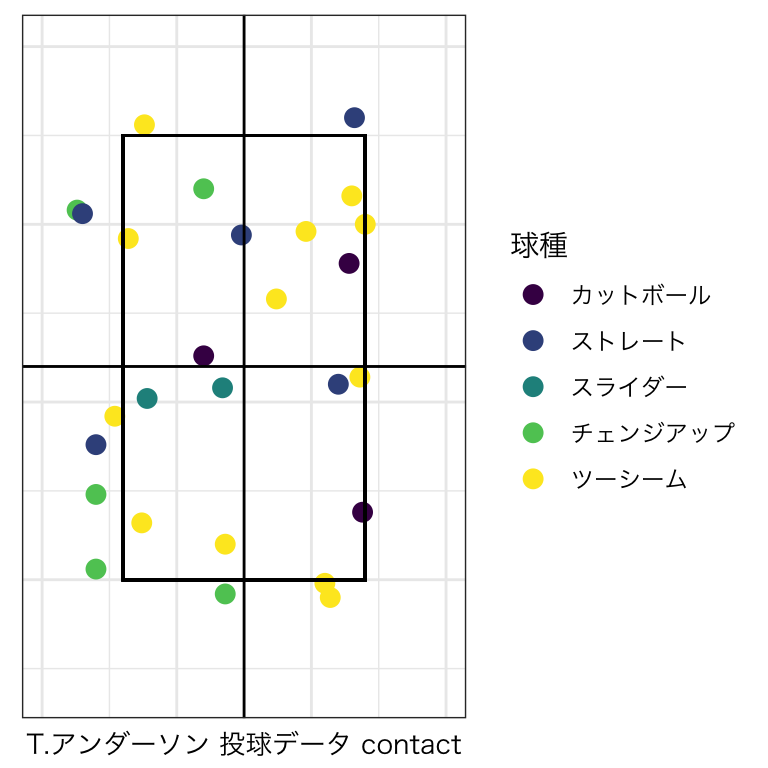 球種
カットボール
ストレート
スライダー
チェンジアップ
ツーシーム
T.アンダーソン 投球データ contact